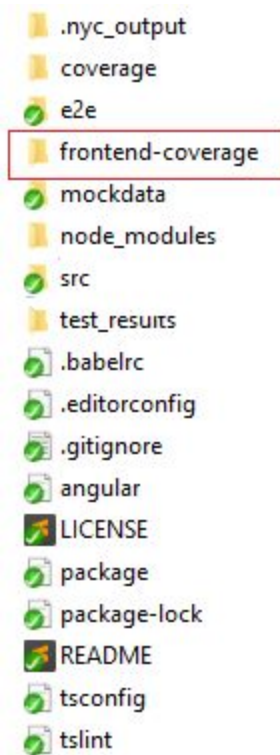 .nyc_output
coverage
e2e
frontend-coverage
mockdata
node_modules
src
test_results
.babelrc
.editorconfig
.gitignore
angular
LICENSE
package
package-lock
README
tsconfig
tslint